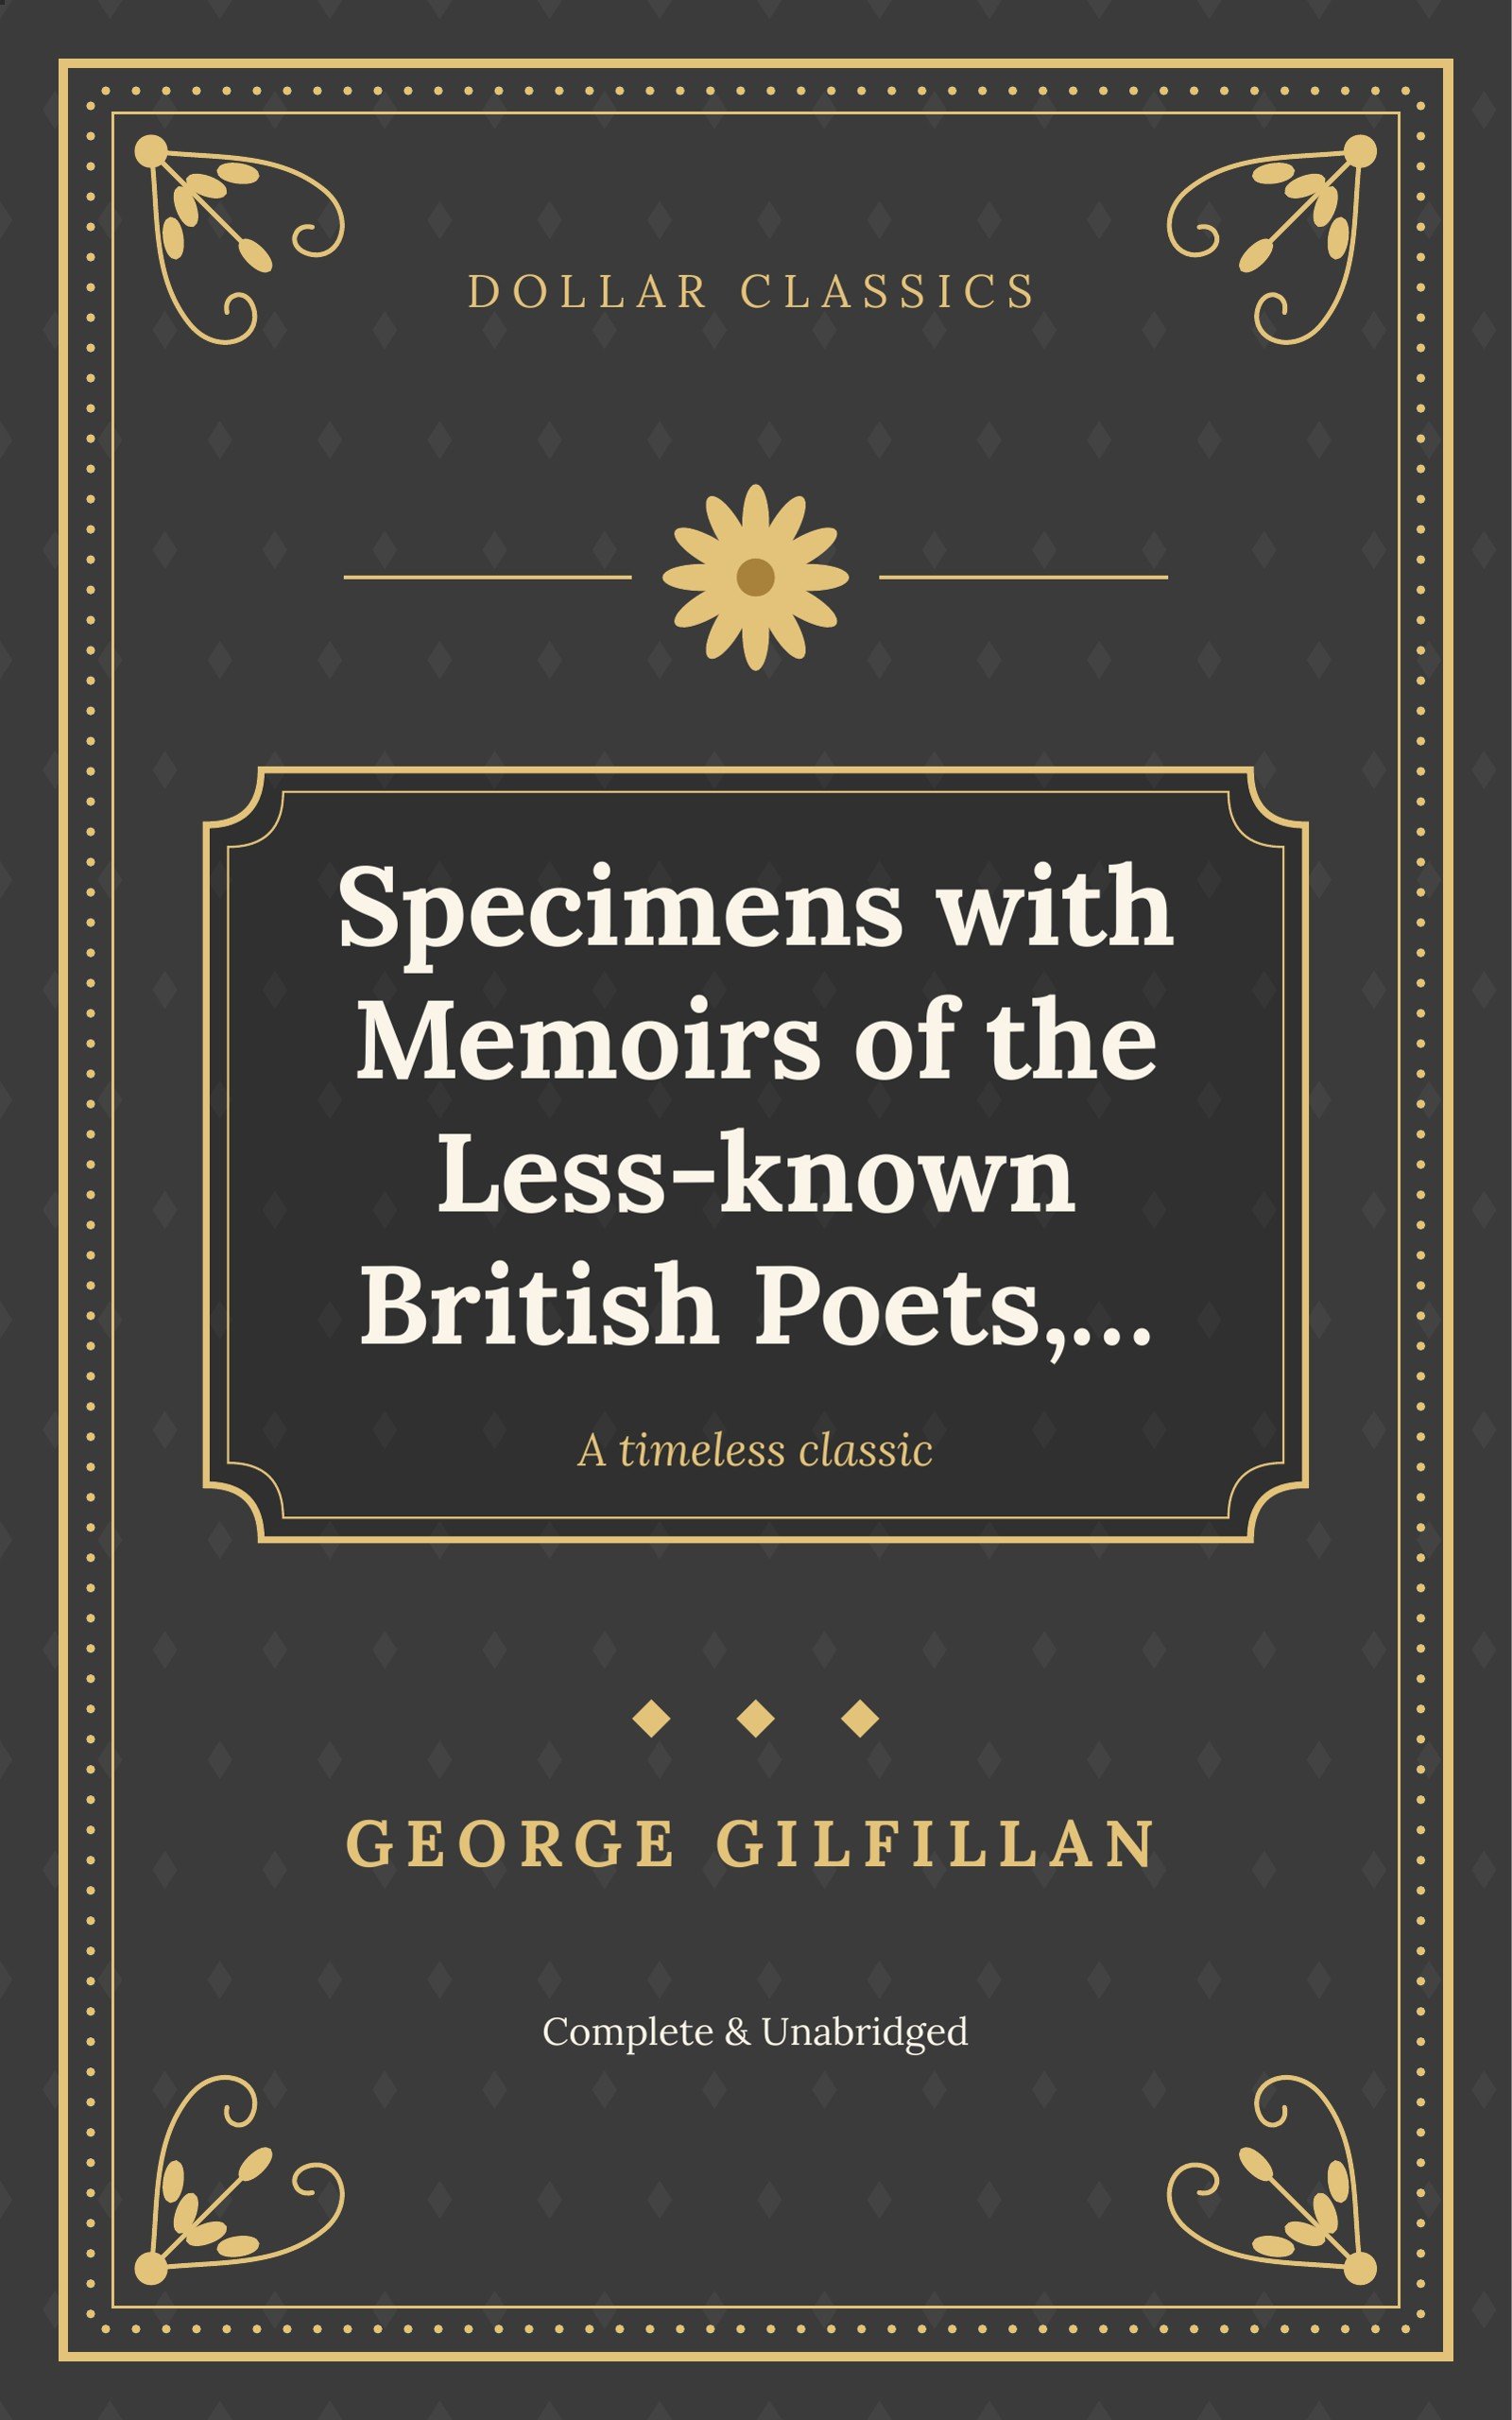 DOLLAR CLASSICS
Specimens with
Memoirs of the
Less-known
British Poets,...
A timeless classic
GEORGE GILFILLAN
Complete & Unabridged